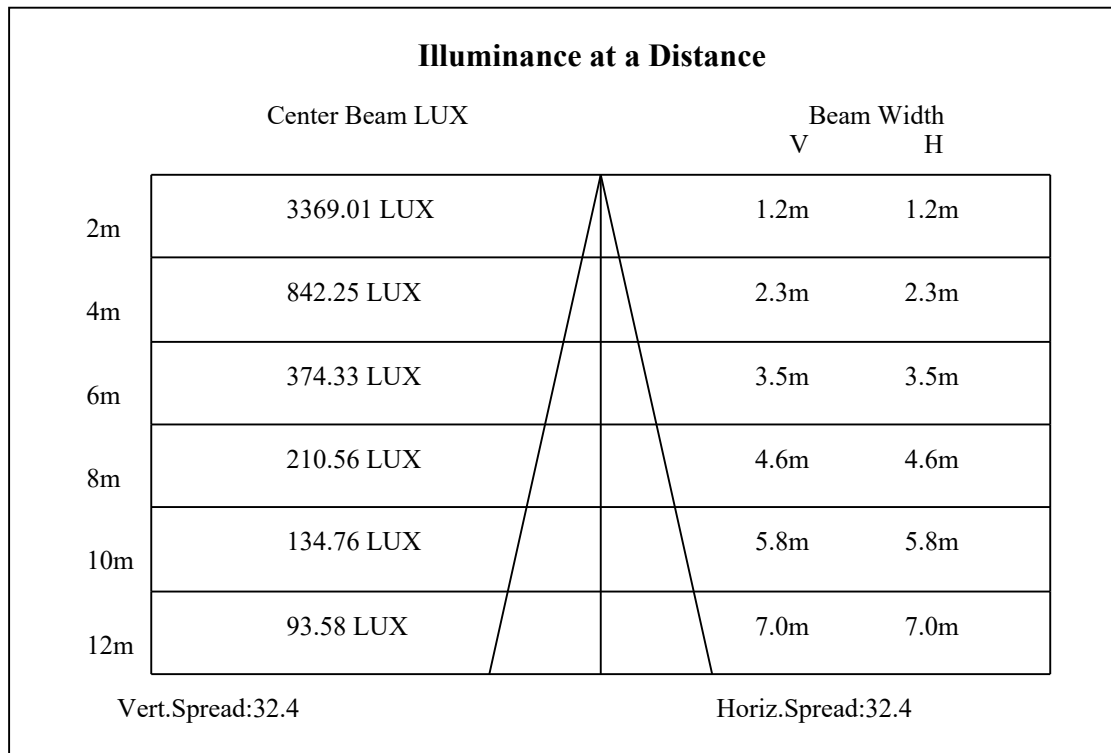 Illuminance at a Distance
Center Beam LUX Beam Width
V H
2m 3369.01 LUX 1.2m 1.2m
4m 842.25 LUX 2.3m 2.3m
6m 374.33 LUX 3.5m 3.5m
8m 210.56 LUX 4.6m 4.6m
10m 134.76 LUX 5.8m 5.8m
12m 93.58 LUX 7.0m 7.0m
Vert.Spread:32.4 Horiz.Spread:32.4